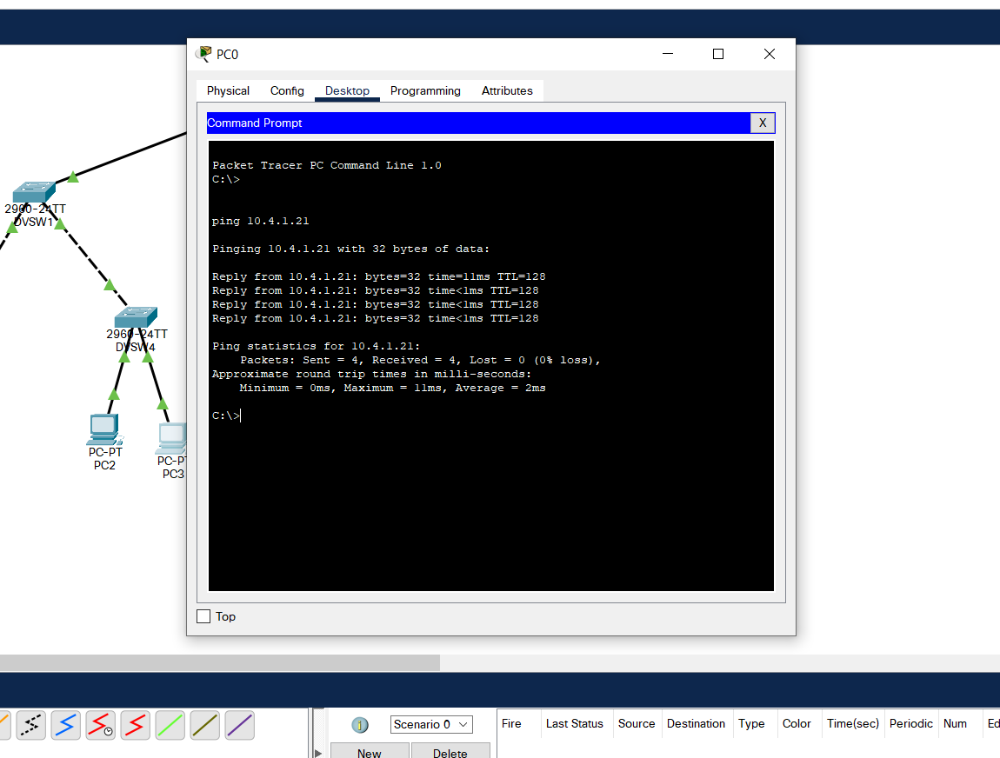 PC0
Physical Config Desktop Programming Attributes
Command Prompt
X
Packet Tracer PC Command Line 1.0
C:\>
ping 10.4.1.21
Pinging 10.4.1.21 with 32 bytes of data:
Reply from 10.4.1.21: bytes=32 time=11ms TTL=128
Reply from 10.4.1.21: bytes=32 time<1ms TTL=128
Reply from 10.4.1.21: bytes=32 time<1ms TTL=128
Reply from 10.4.1.21: bytes=32 time<1ms TTL=128
Ping statistics for 10.4.1.21:
Packets: Sent = 4, Received = 4, Lost = 0 (0% loss),
Approximate round trip times in milli-seconds:
Minimum = 0ms, Maximum = 11ms, Average = 2ms
C:\>
Top
2960-24TT
DVSW1
2960-24TT
DVSW4
PC-PT
PC2
PC-PT
PC3
Scenario 0
New Delete
Fire Last Status Source Destination Type Color Time(sec) Periodic Num Ed